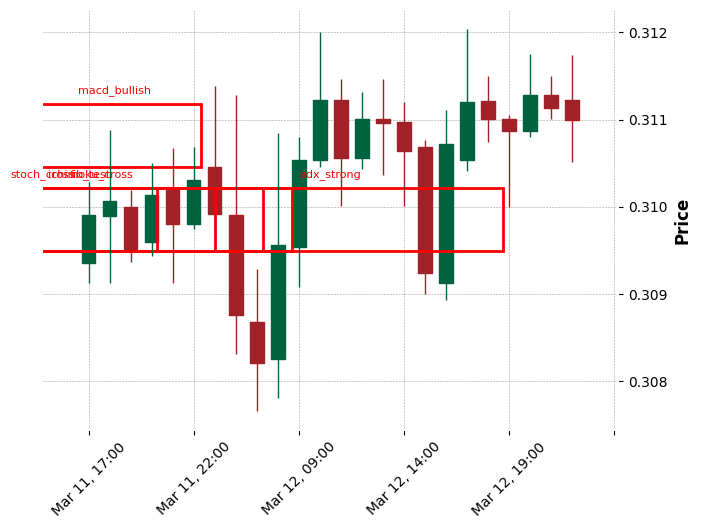 0.312
macd_bullish
0.311
adx_strong
0.310
0.309
0.308
Price
Mar 11, 17:00
Mar 11, 22:00
Mar 12, 09:00
Mar 12, 14:00
Mar 12, 19:00